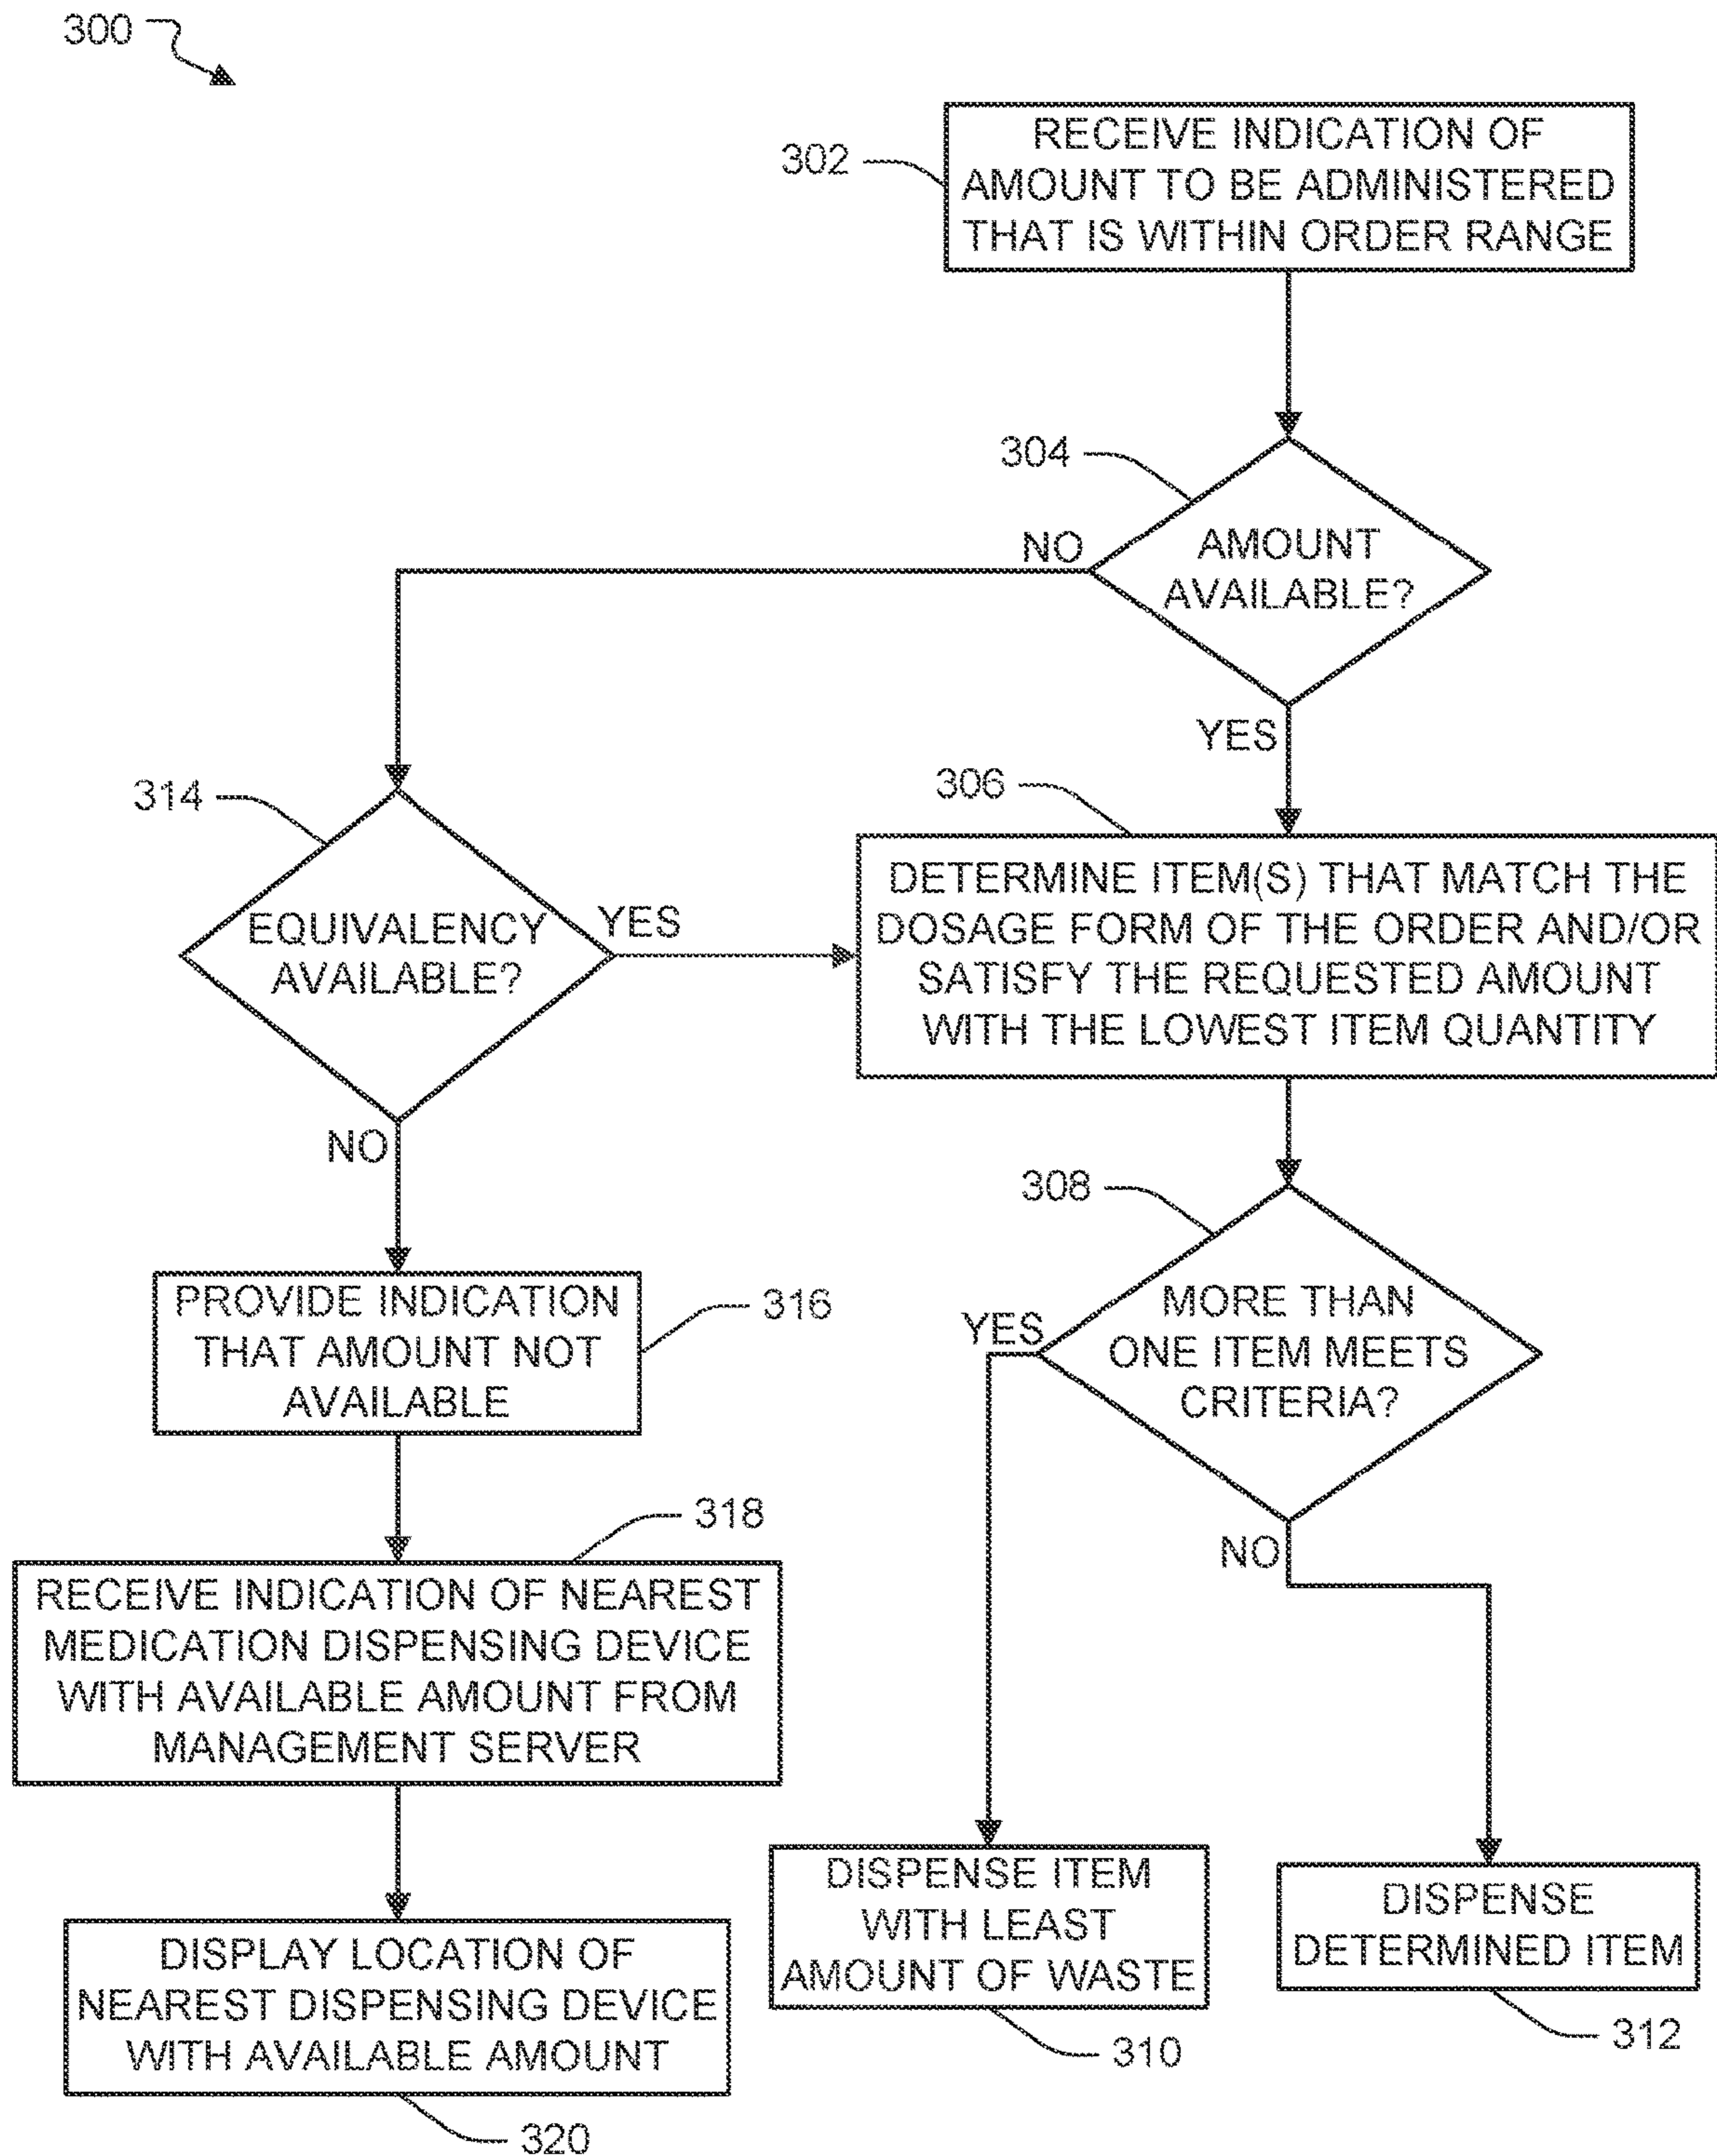 300
302
RECEIVE INDICATION OF
AMOUNT TO BE ADMINISTERED
THAT IS WITHIN ORDER RANGE
304
AMOUNT
AVAILABLE?
NO
YES
314
EQUIVALENCY
AVAILABLE?
YES
NO
306
DETERMINE ITEM(S) THAT MATCH THE
DOSAGE FORM OF THE ORDER AND/OR
SATISFY THE REQUESTED AMOUNT
WITH THE LOWEST ITEM QUANTITY
308
MORE THAN
ONE ITEM MEETS
CRITERIA?
YES
NO
PROVIDE INDICATION
THAT AMOUNT NOT
AVAILABLE
316
318
RECEIVE INDICATION OF NEAREST
MEDICATION DISPENSING DEVICE
WITH AVAILABLE AMOUNT FROM
MANAGEMENT SERVER
DISPLAY LOCATION OF
NEAREST DISPENSING DEVICE
WITH AVAILABLE AMOUNT
320
DISPENSE ITEM
WITH LEAST
AMOUNT OF WASTE
310
DISPENSE
DETERMINED ITEM
312